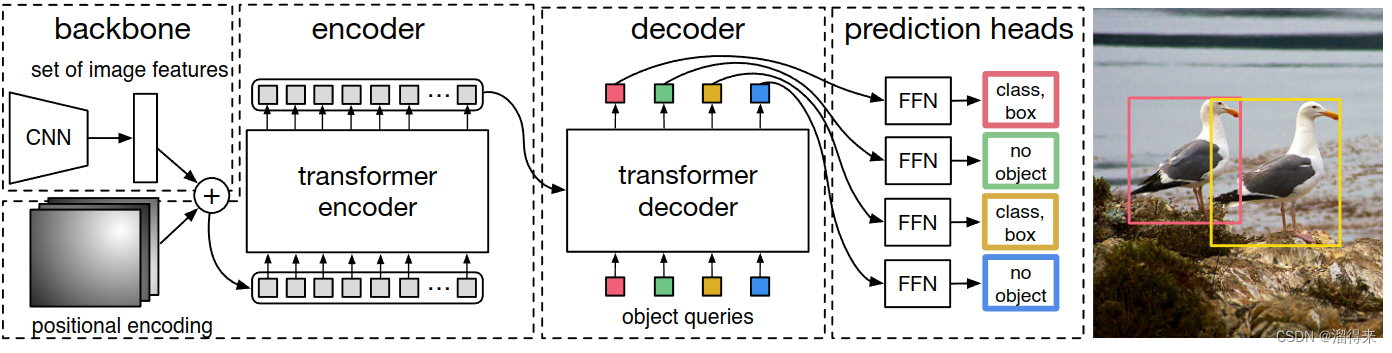 backbone
set of image features
CNN
+
positional encoding
encoder
...
transformer
encoder
...
decoder
transformer
decoder
object queries
prediction heads
FFN
class,
box
FFN
no
object
FFN
class,
box
FFN
no
object
CSDN @溜得来